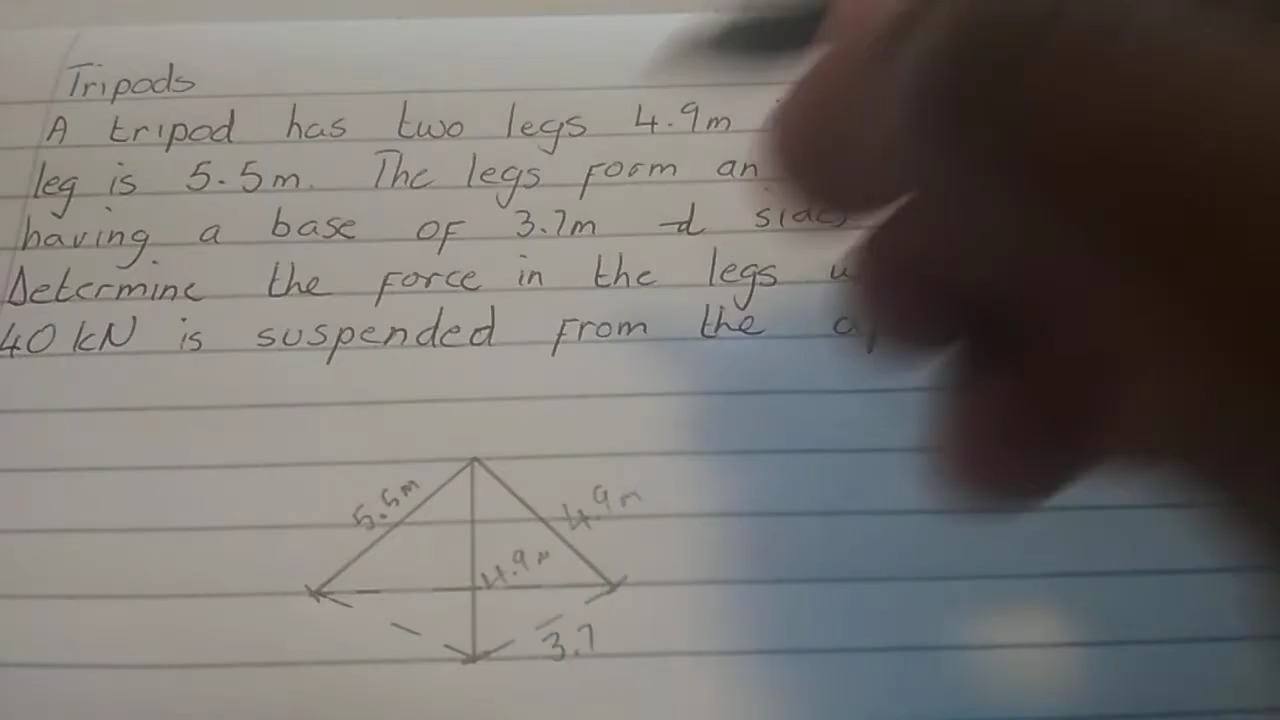 Tripods
A tripod has two legs 4.9m
leg is 5.5m. The legs form an
having a base of 3.7m
Determine the force in the legs
40 kN is suspended from the
5.5m
4.9m
4.9m
3.7